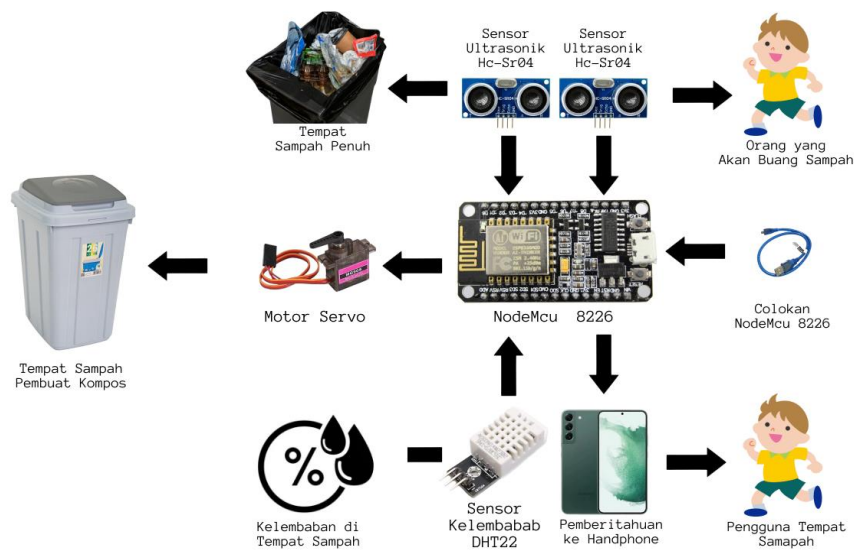 Sensor
Ultrasonik
Hc-Sr04
Sensor
Ultrasonik
Hc-Sr04
Tempat
Sampah Penuh
Orang yang
Akan Buang Sampah
Motor Servo
NodeMcu 8226
Colokan
NodeMcu 8226
Tempat Sampah
Pembuat Kompos
Kelembaban di
Tempat Sampah
Sensor
Kelembabab
DHT22
Pemberitahuan
ke Handphone
Pengguna Tempat
Samapah